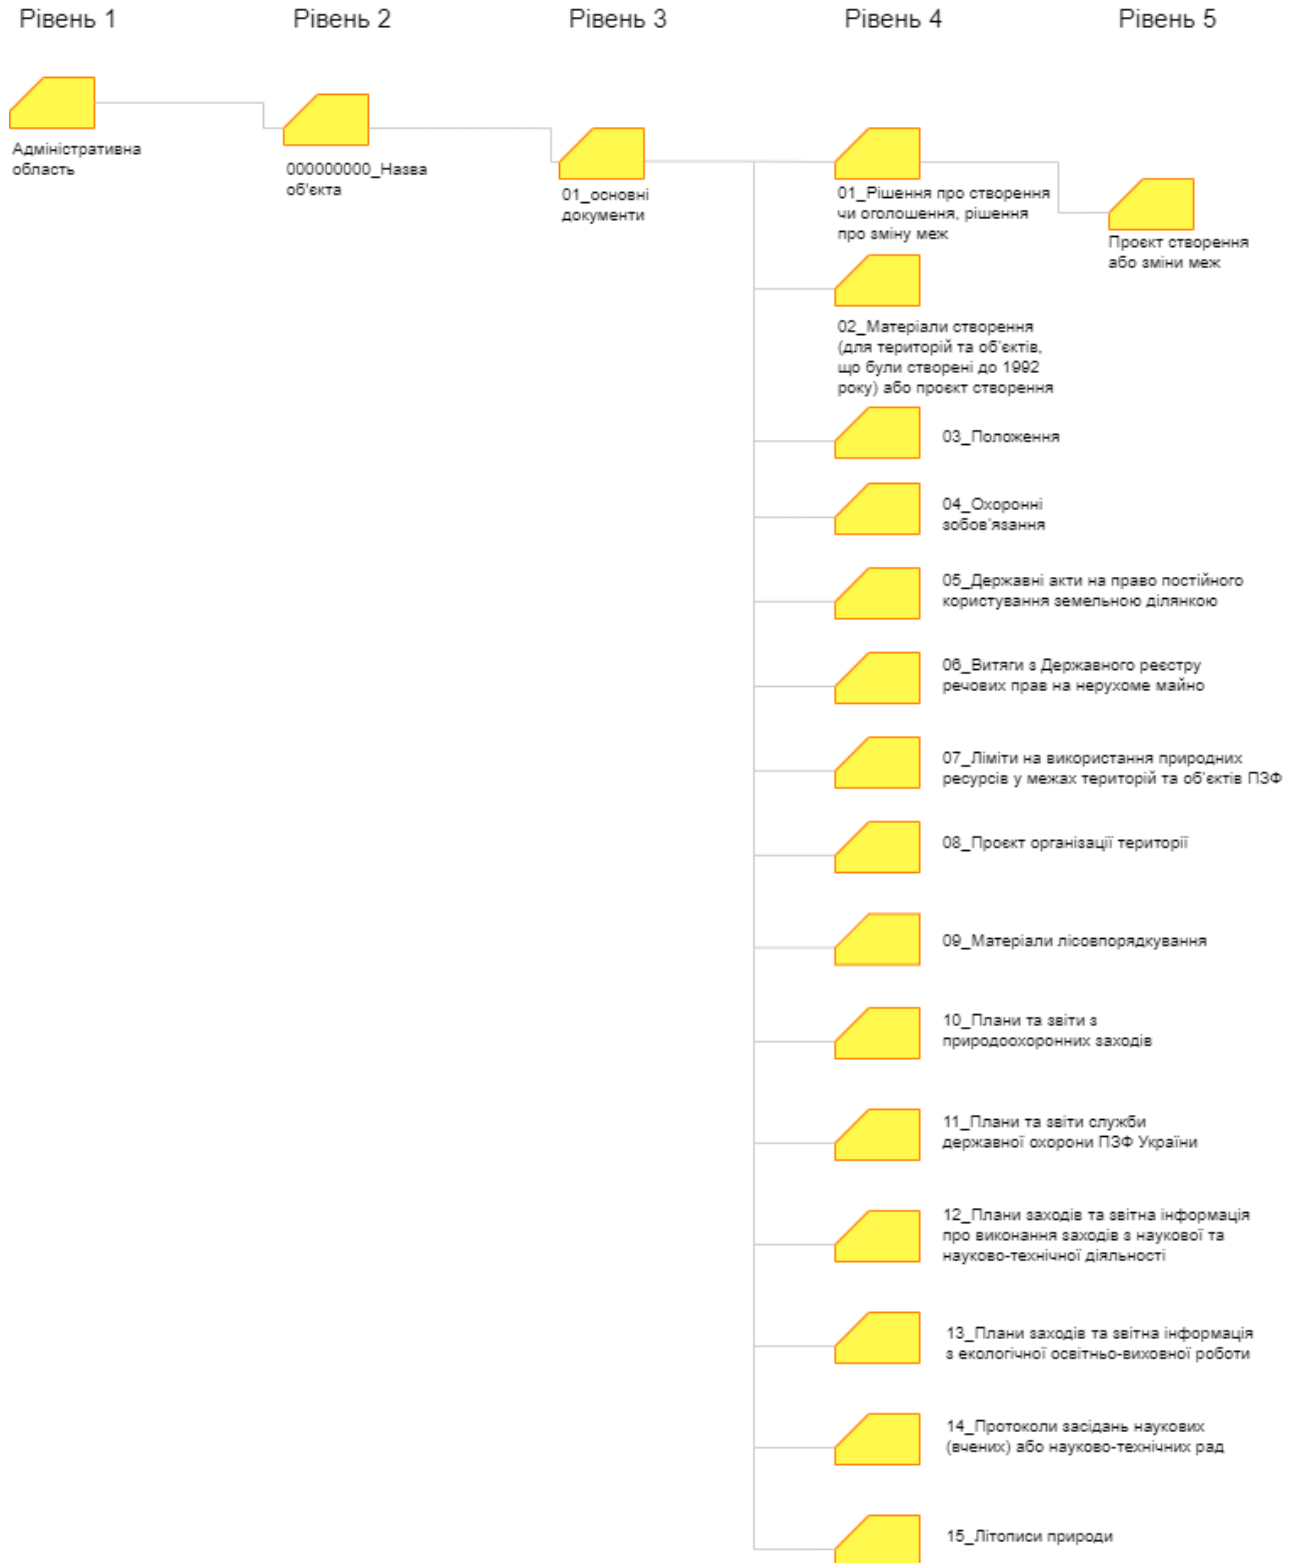 Рівень 1
Рівень 2
Рівень 3
Рівень 4
Рівень 5
Адміністративна
область
000000000_Назва
об'єкта
01_основні
документи
01_Рішення про створення
чи оголошення, рішення
про зміну меж
Проєкт створення
або зміни меж
02_Матеріали створення
(для територій та об'єктів,
що були створені до 1992
року) або проєкт створення
03_Положення
04_Охоронні
зобов'язання
05_Державні акти на право постійного
користування земельною ділянкою
06_Витяги з Державного реєстру
речових прав на нерухоме майно
07_Ліміти на використання природних
ресурсів у межах територій та об'єктів ПЗФ
08_Проєкт організації території
09_Матеріали лісовпорядкування
10_Плани та звіти з
природоохоронних заходів
11_Плани та звіти служби
державної охорони ПЗФ України
12_Плани заходів та звітна інформація
про виконання заходів з наукової та
науково-технічної діяльності
13_Плани заходів та звітна інформація
з екологічної освітньо-виховної роботи
14_Протоколи засідань наукових
(вчених) або науково-технічних рад
15_Літописи природи